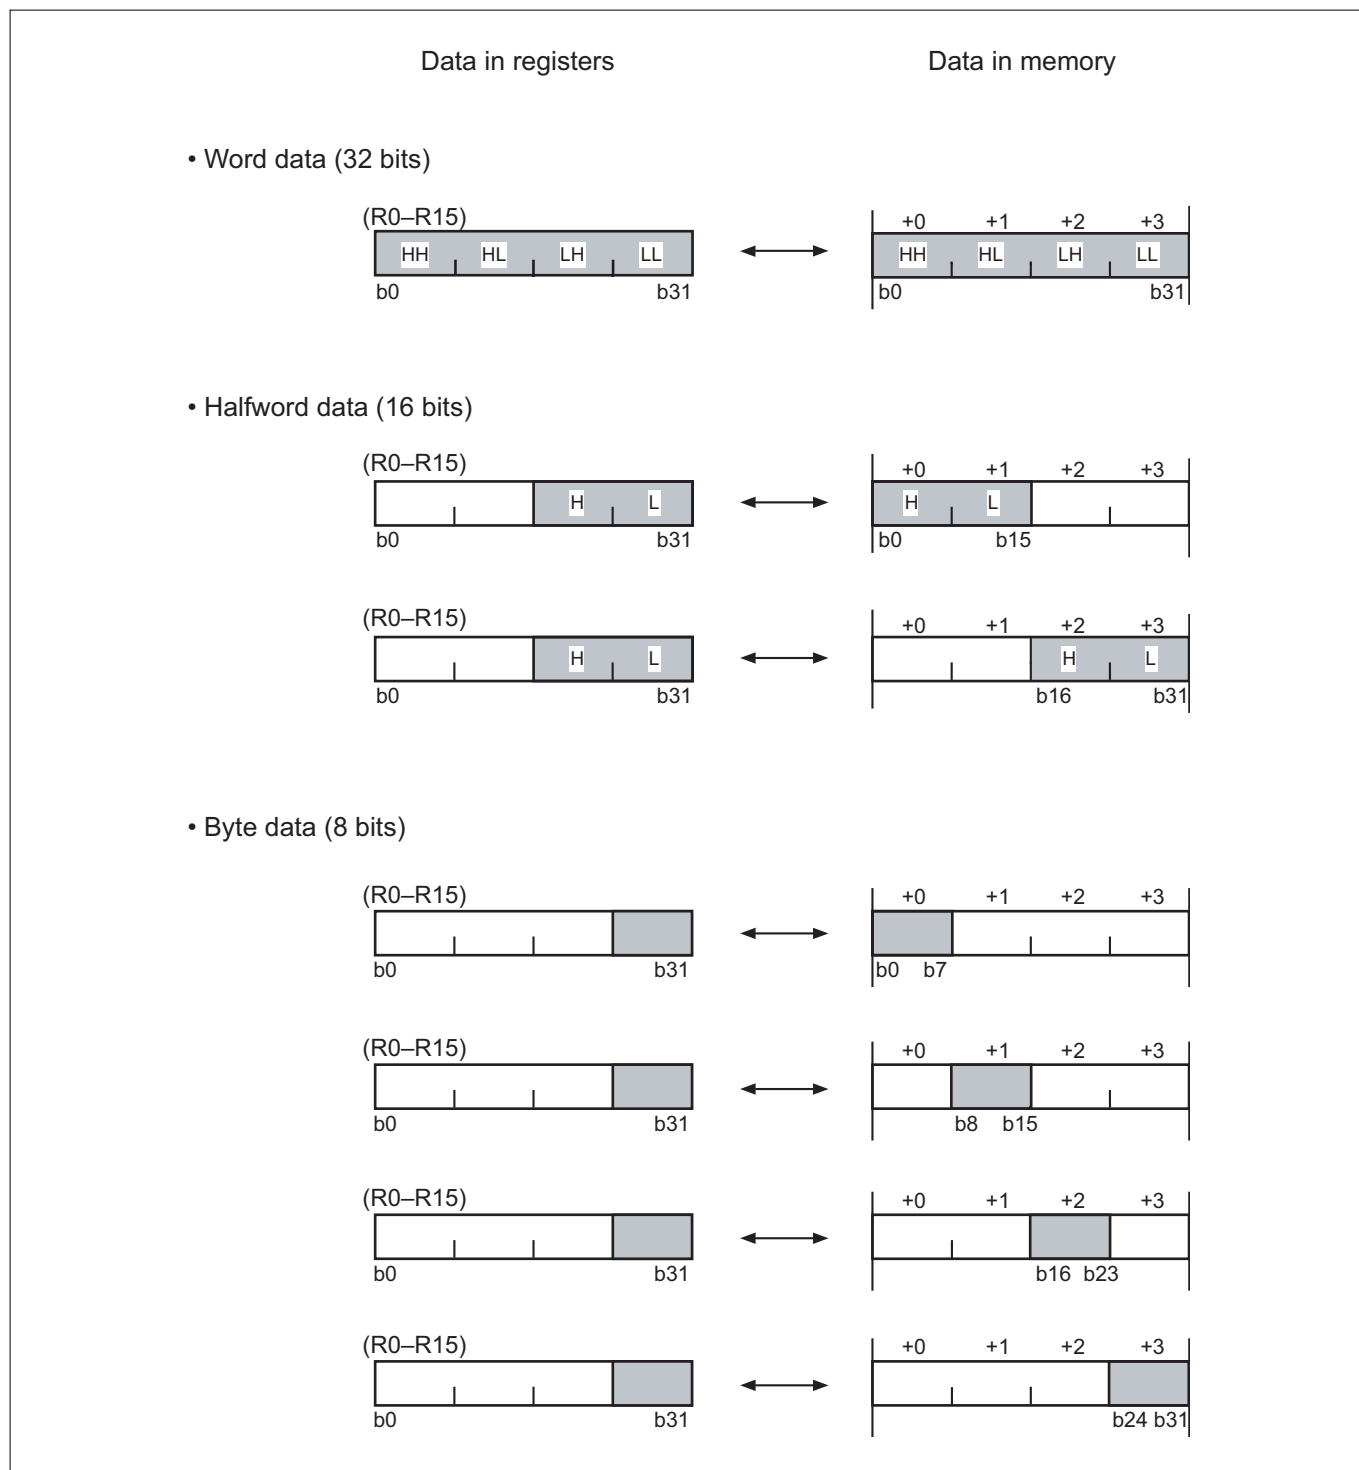 Data in registers Data in memory
• Word data (32 bits)
(R0–R15) +0 +1 +2 +3
HH HL LH LL HH HL LH LL
b0 b31 b0 b31
• Halfword data (16 bits)
(R0–R15) +0 +1 +2 +3
H L H L
b0 b31 b0 b15
(R0–R15) +0 +1 +2 +3
H L H L
b0 b31 b16 b31
• Byte data (8 bits)
(R0–R15) +0 +1 +2 +3
b0 b31 b0 b7
(R0–R15) +0 +1 +2 +3
b0 b31 b8 b15
(R0–R15) +0 +1 +2 +3
b0 b31 b16 b23
(R0–R15) +0 +1 +2 +3
b0 b31 b24 b31